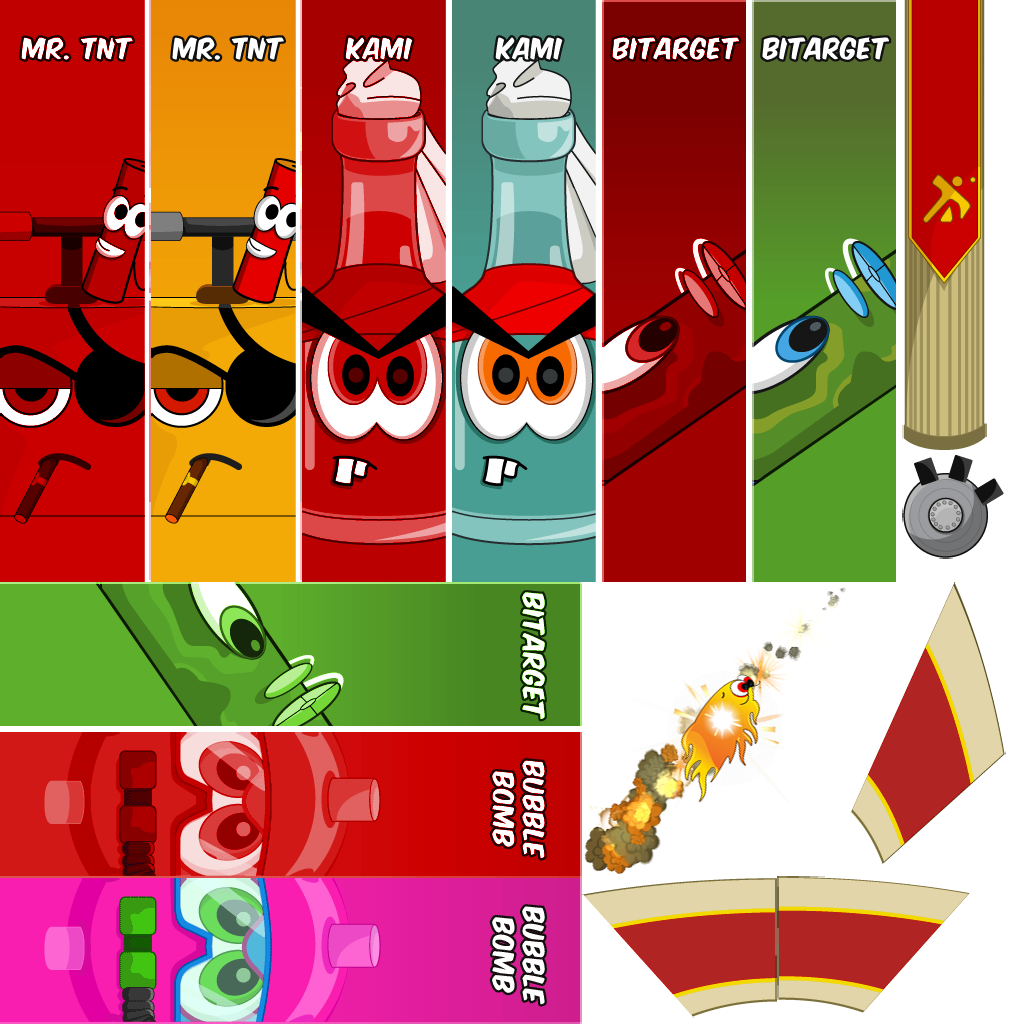 MR. TNT
MR. TNT
KAMI
KAMI
BITARGET
BITARGET
BITARGET
BUBBLE
BOMB
BUBBLE
BOMB